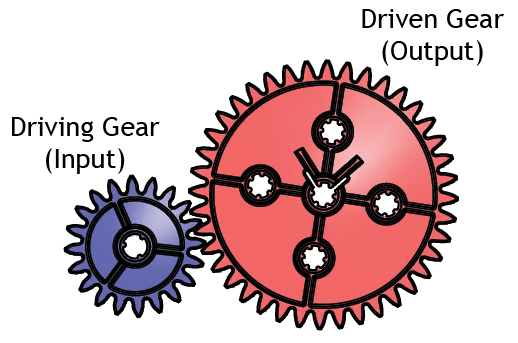 Driven Gear
(Output)
Driving Gear
(Input)